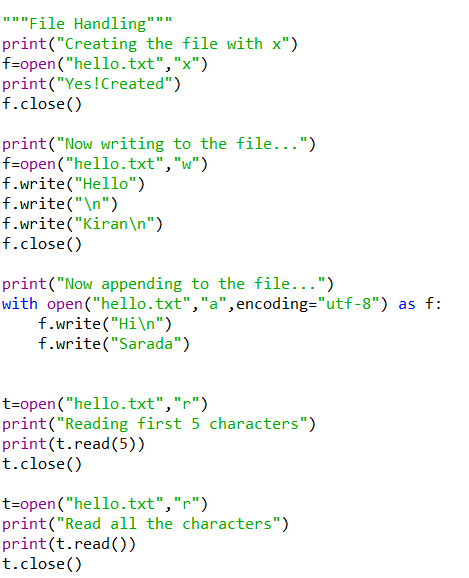 """File Handling"""
print("Creating the file with x")
f=open("hello.txt","x")
print("Yes!Created")
f.close()

print("Now writing to the file...")
f=open("hello.txt","w")
f.write("Hello")
f.write("\n")
f.write("Kiran\n")
f.close()

print("Now appending to the file...")
with open("hello.txt","a",encoding="utf-8") as f:
    f.write("Hi\n")
    f.write("Sarada")


t=open("hello.txt","r")
print("Reading first 5 characters")
print(t.read(5))
t.close()

t=open("hello.txt","r")
print("Read all the characters")
print(t.read())
t.close()